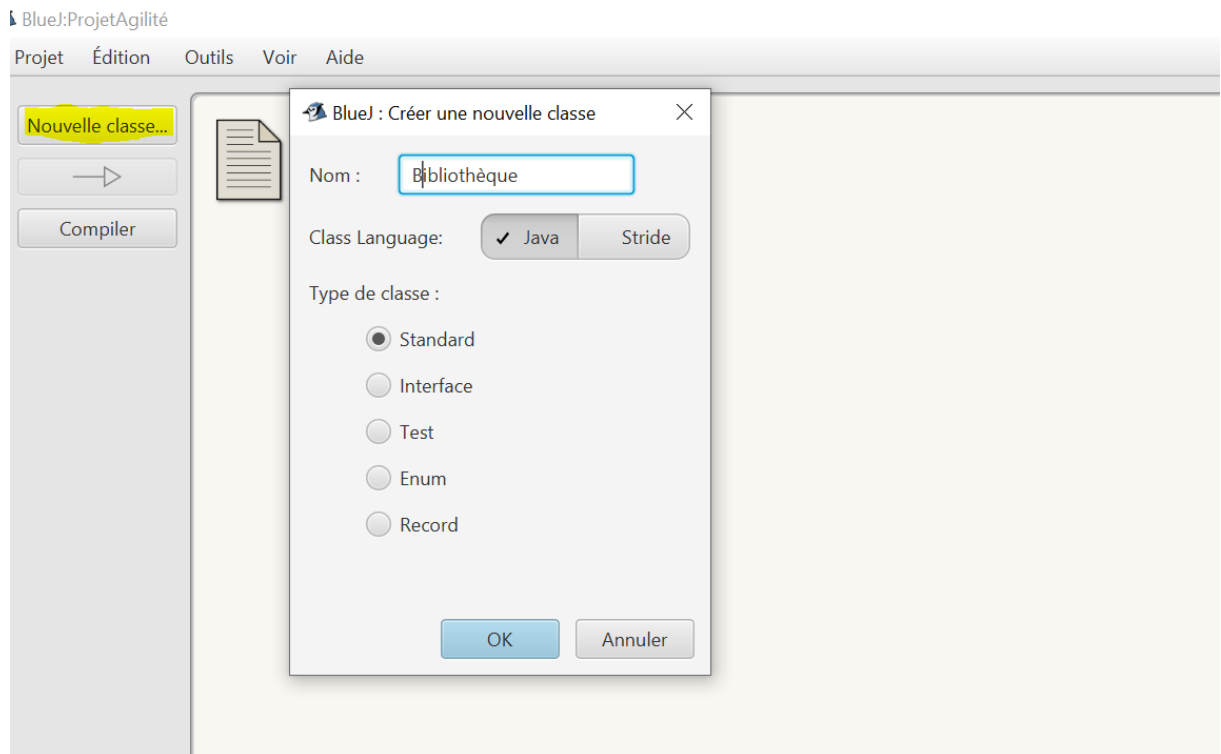 BlueJ:ProjetAgilité
Projet Édition Outils Voir Aide
Nouvelle classe...
Compiler
BlueJ : Créer une nouvelle classe
Nom : Bibliothèque
Class Language: Java Stride
Type de classe :
Standard
Interface
Test
Enum
Record
OK Annuler